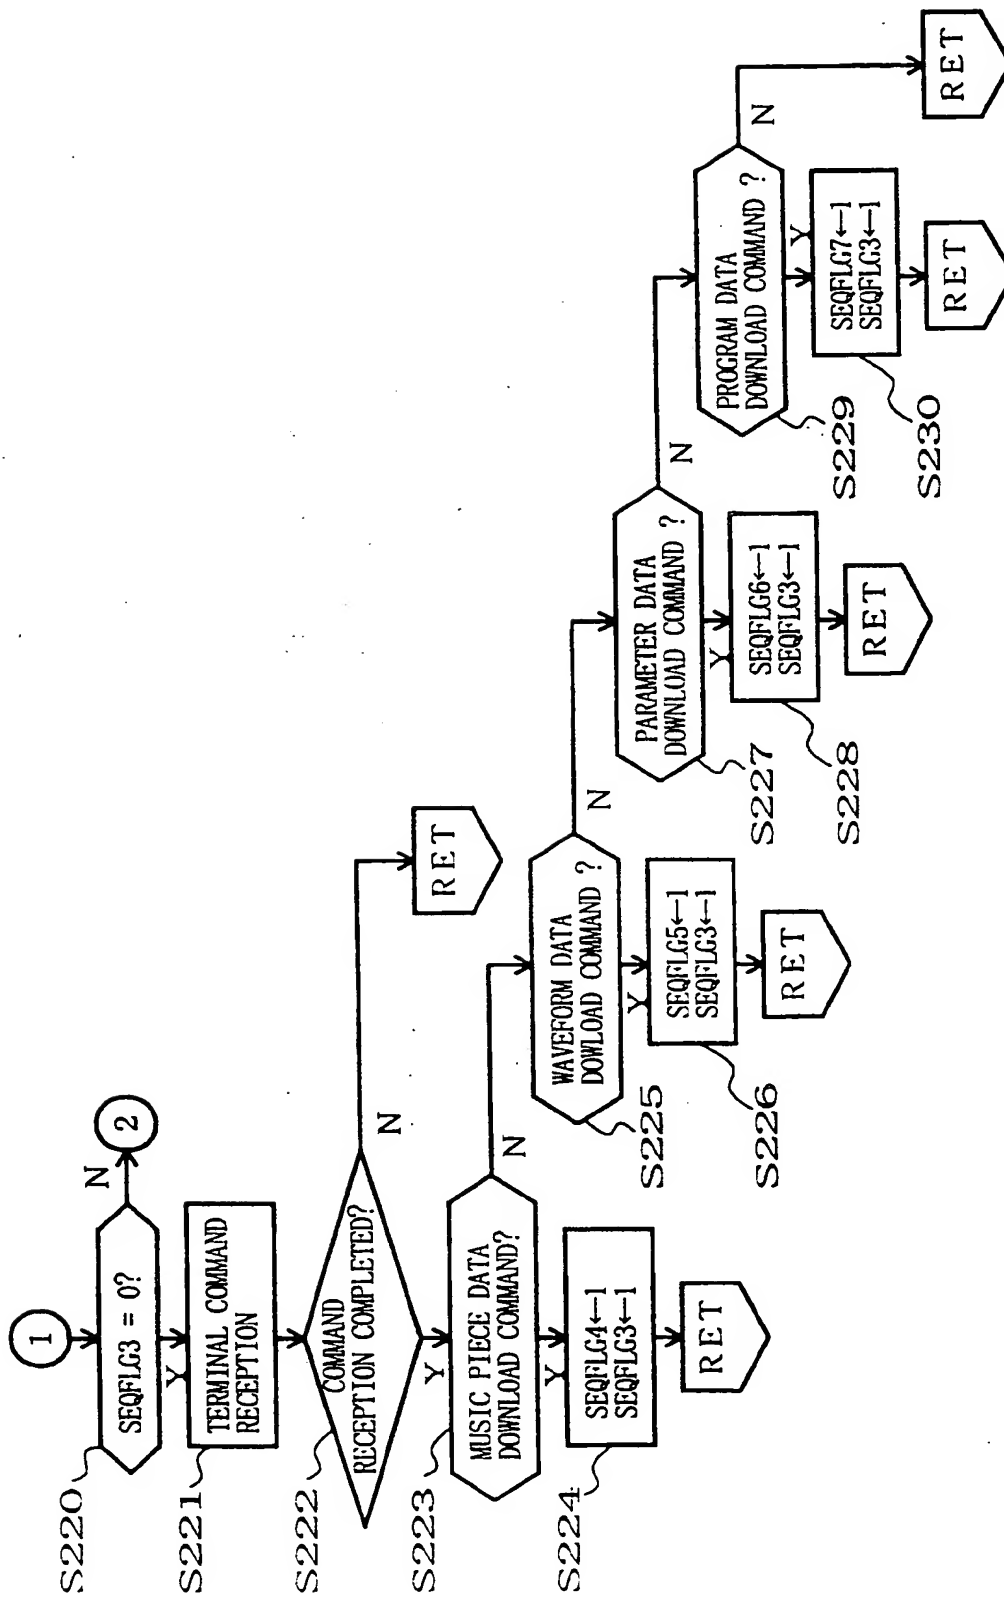 1
S220
SEQFLG3 = 0?
N
2
Y
S221
TERMINAL COMMAND
RECEPTION
S222
COMMAND
RECEPTION COMPLETED?
N
RET
Y
S223
MUSIC PIECE DATA
DOWNLOAD COMMAND?
N
Y
S224
SEQFLG4←1
SEQFLG3←1
RET
S225
WAVEFORM DATA
DOWLOAD COMMAND ?
N
Y
S226
SEQFLG5←1
SEQFLG3←1
RET
S227
PARAMETER DATA
DOWNLOAD COMMAND ?
N
Y
S228
SEQFLG6←1
SEQFLG3←1
RET
S229
PROGRAM DATA
DOWNLOAD COMMAND ?
N
RET
Y
S230
SEQFLG7←1
SEQFLG3←1
RET